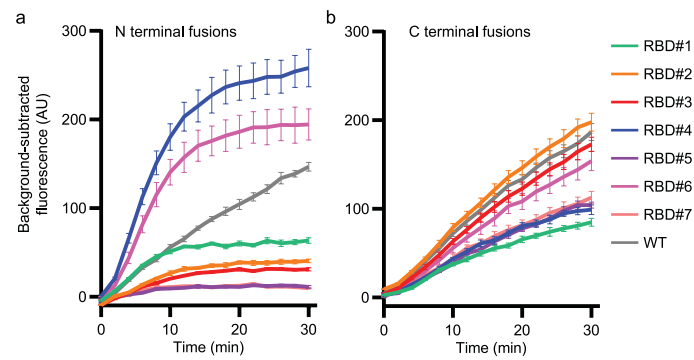 a
N terminal fusions
300
200
100
0
Background-subtracted
fluorescence (AU)
0
10
20
30
Time (min)
b
C terminal fusions
300
200
100
0
0
10
20
30
Time (min)
RBD#1
RBD#2
RBD#3
RBD#4
RBD#5
RBD#6
RBD#7
WT